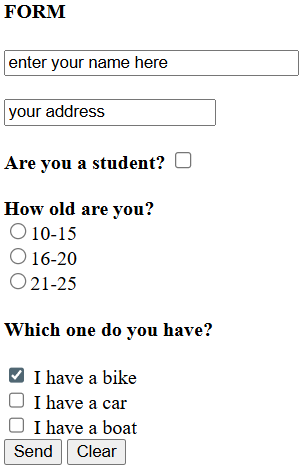 FORM
enter your name here
your address
Are you a student?
How old are you?
10-15
16-20
21-25
Which one do you have?
I have a bike
I have a car
I have a boat
Send Clear